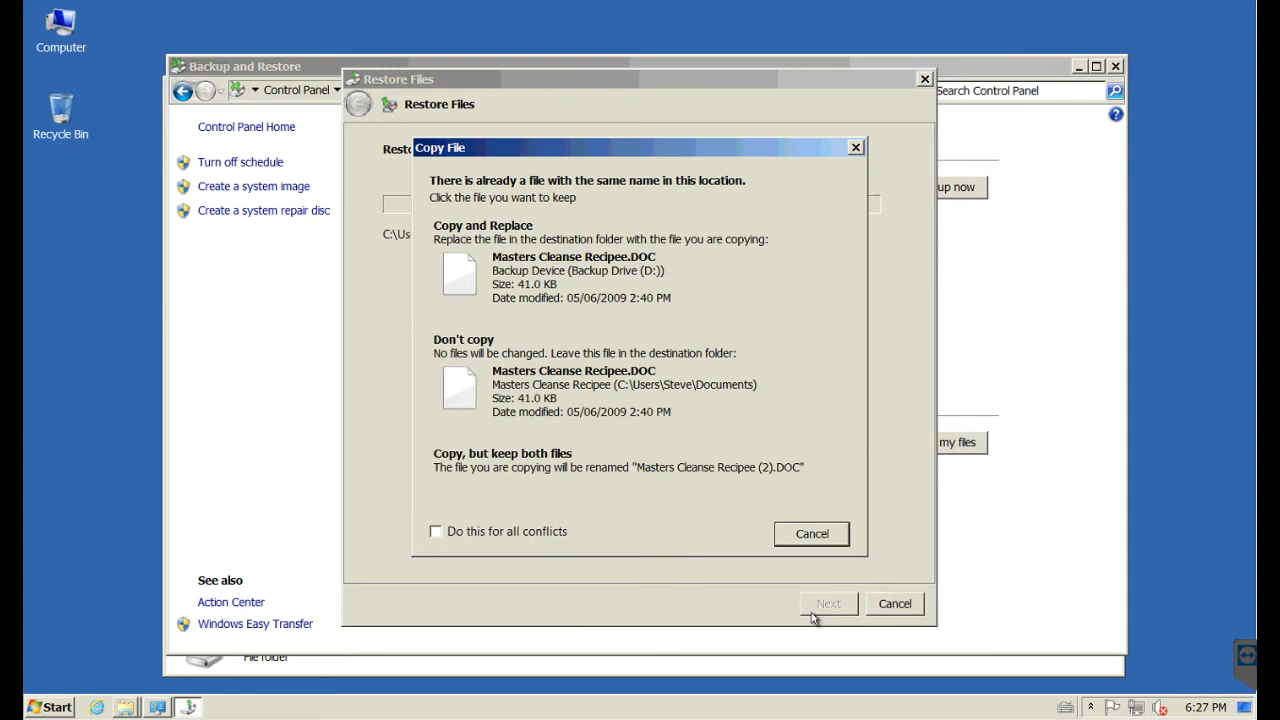 Computer
Recycle Bin
Backup and Restore
Control Panel
Search Control Panel
Control Panel Home
Turn off schedule
Create a system image
Create a system repair disc
See also
Action Center
Windows Easy Transfer
up now
my files
File folder
Restore Files
Restore Files
Resto
C:\Us
Copy File
There is already a file with the same name in this location.
Click the file you want to keep
Copy and Replace
Replace the file in the destination folder with the file you are copying:
Masters Cleanse Recipee.DOC
Backup Device (Backup Drive (D:))
Size: 41.0 KB
Date modified: 05/06/2009 2:40 PM
Don't copy
No files will be changed. Leave this file in the destination folder:
Masters Cleanse Recipee.DOC
Masters Cleanse Recipee (C:\Users\Steve\Documents)
Size: 41.0 KB
Date modified: 05/06/2009 2:40 PM
Copy, but keep both files
The file you are copying will be renamed "Masters Cleanse Recipee (2).DOC"
Do this for all conflicts
Cancel
Next
Cancel
Start
6:27 PM